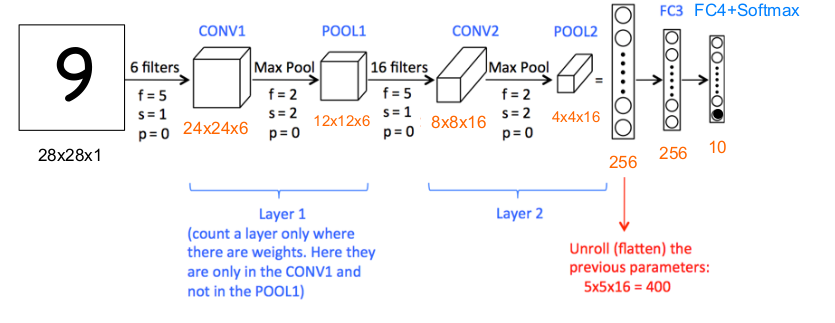 CONV1
POOL1
CONV2
POOL2
FC3
FC4+Softmax
9
6 filters
f = 5
s = 1
p = 0
Max Pool
f = 2
s = 2
p = 0
16 filters
f = 5
s = 1
p = 0
Max Pool
f = 2
s = 2
p = 0
=
28x28x1
24x24x6
12x12x6
8x8x16
4x4x16
256
256
10
Layer 1
(count a layer only where
there are weights. Here they
are only in the CONV1 and
not in the POOL1)
Layer 2
Unroll (flatten) the
previous parameters:
5x5x16 = 400